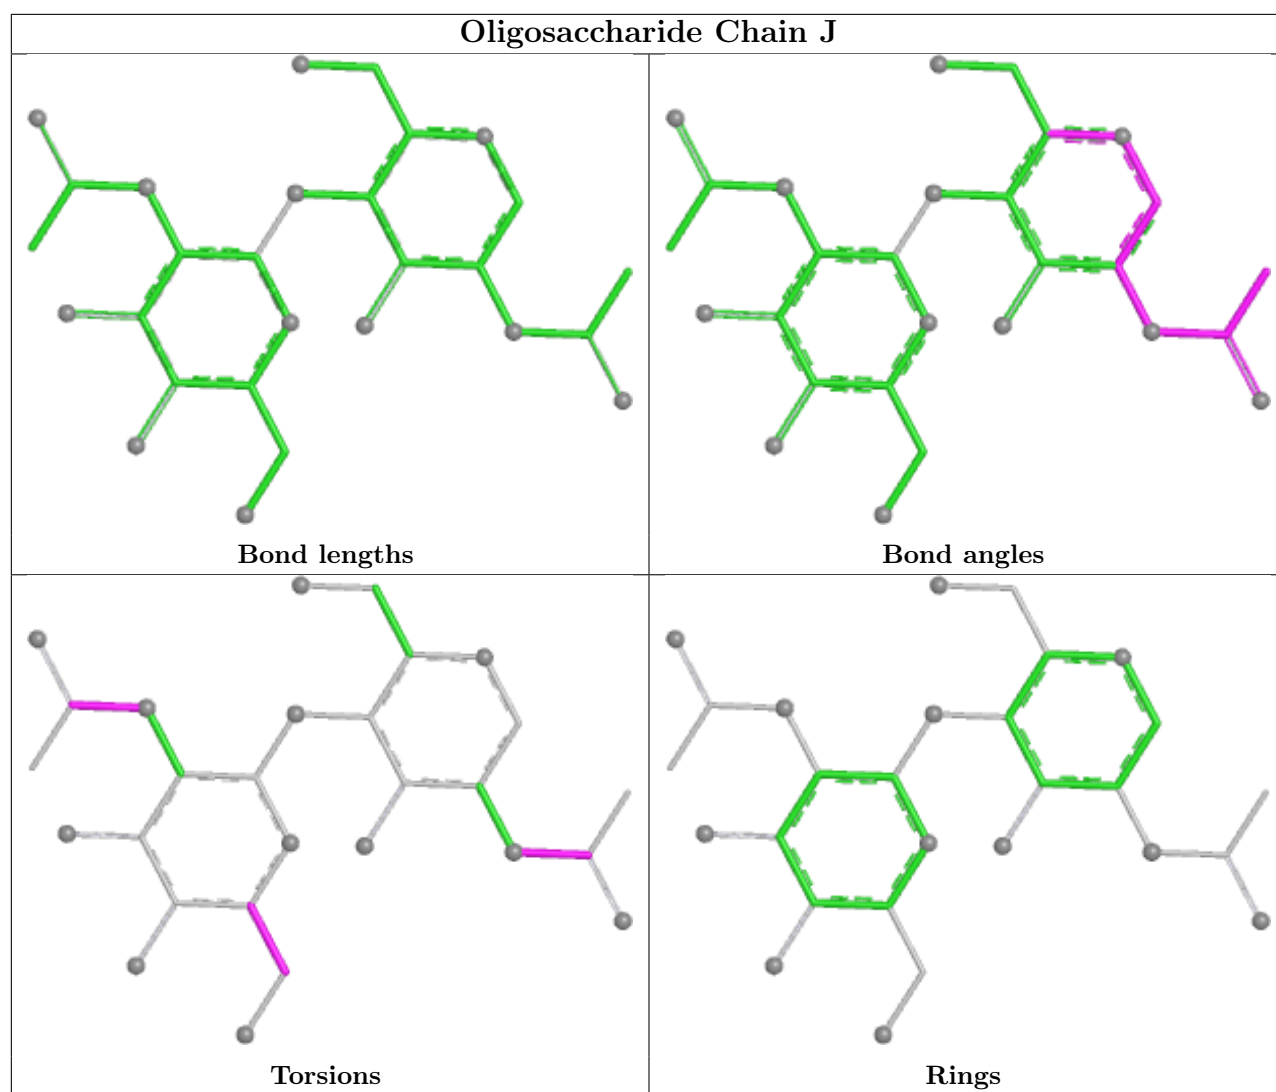 Oligosaccharide Chain J
Bond lengths
Bond angles
Torsions
Rings